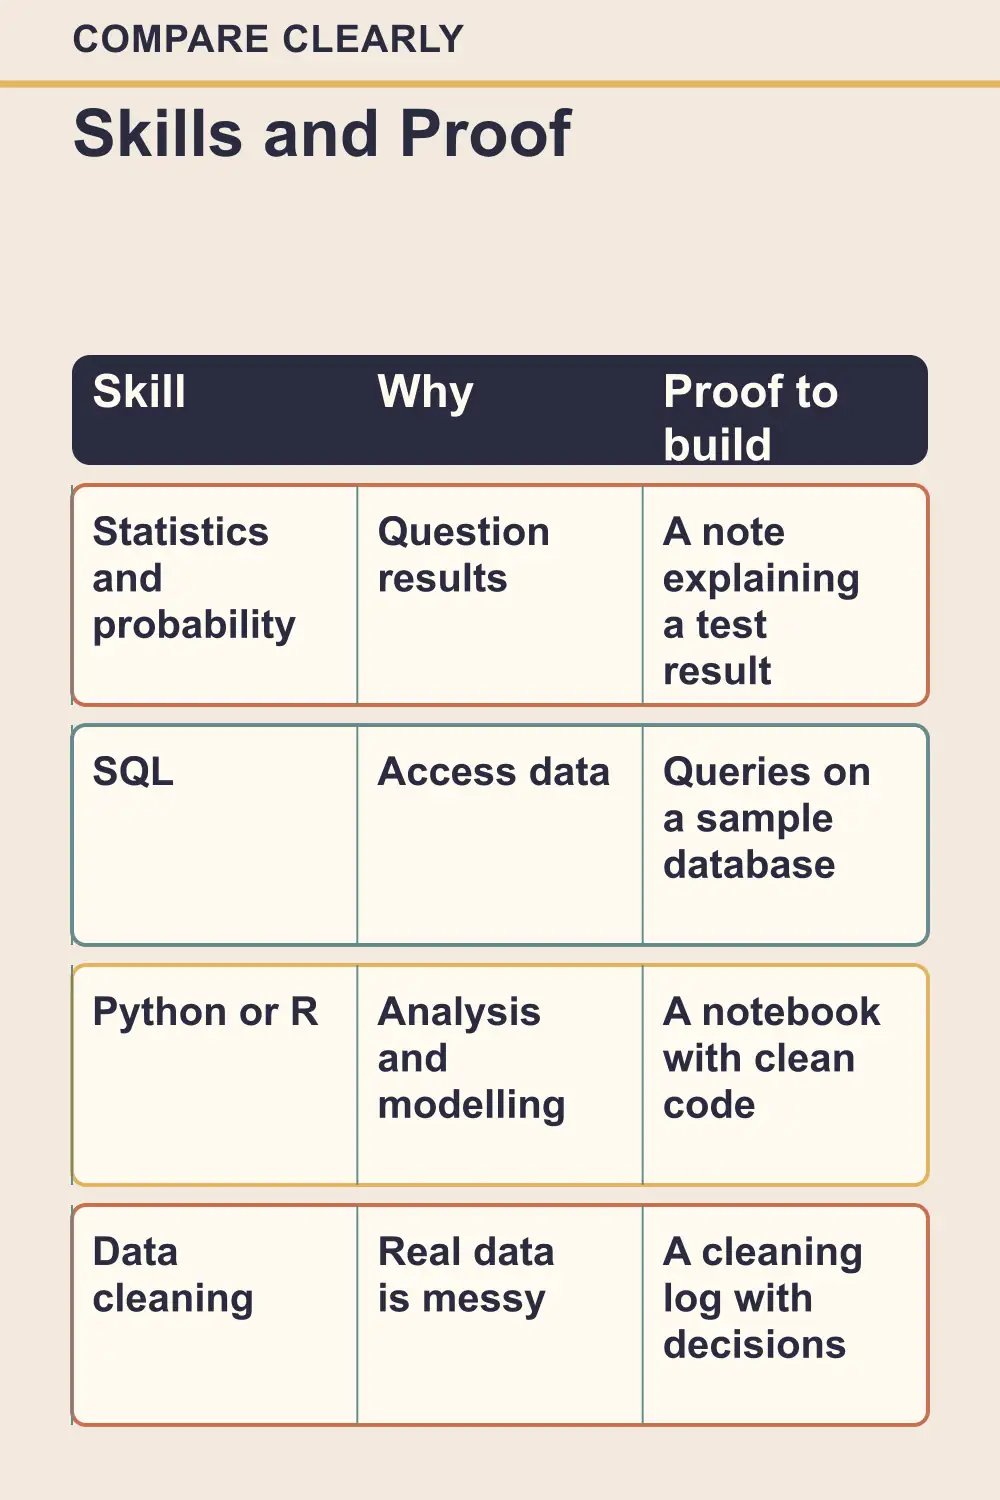 COMPARE CLEARLY
Skills and Proof
Skill
Why
Proof to
build
Statistics
and
probability
Question
results
A note
explaining
a test
result
SQL
Access data
Queries on
a sample
database
Python or R
Analysis
and
modelling
A notebook
with clean
code
Data
cleaning
Real data
is messy
A cleaning
log with
decisions